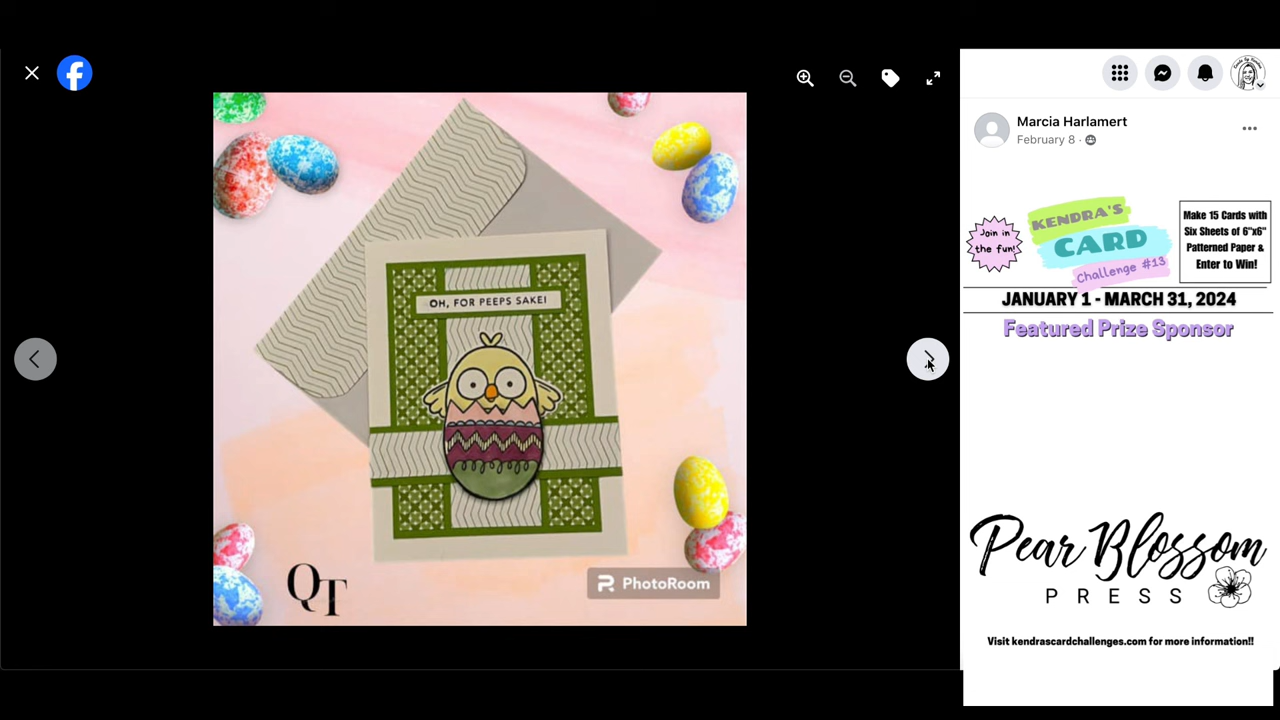 OH, FOR PEEPS SAKE!
QT
PhotoRoom
Marcia Harlamert
February 8 ·
Join in
the fun!
KENDRA'S
CARD
Challenge #13
Make 15 Cards with
Six Sheets of 6"x6"
Patterned Paper &
Enter to Win!
JANUARY 1 - MARCH 31, 2024
Featured Prize Sponsor
Pear Blossom
PRESS
Visit kendrascardchallenges.com for more information!!